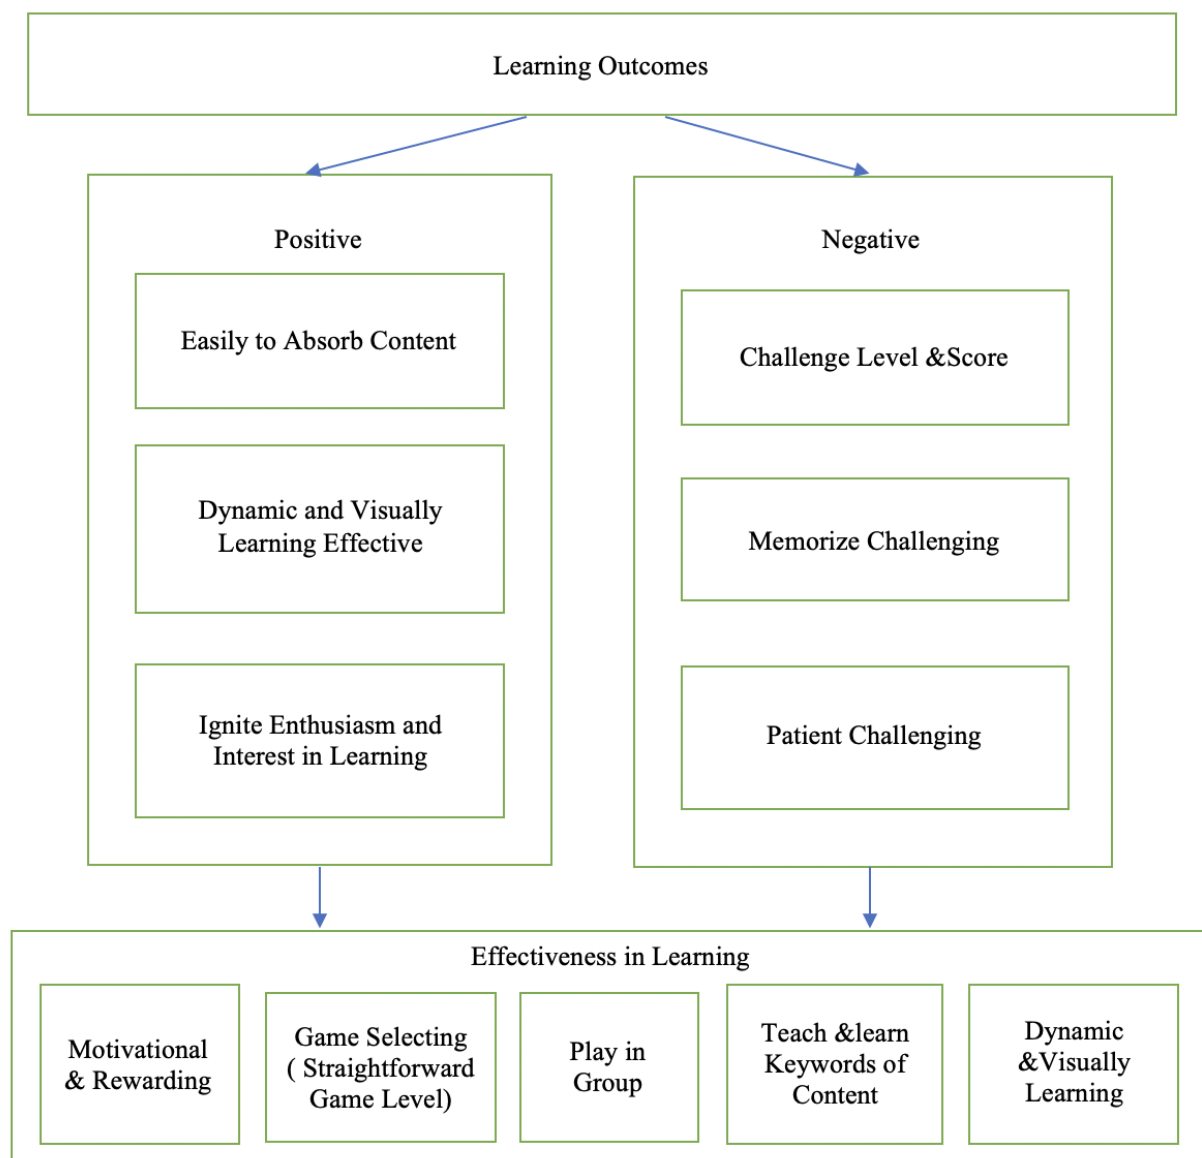 Learning Outcomes
Positive
Easily to Absorb Content
Dynamic and Visually
Learning Effective
Ignite Enthusiasm and
Interest in Learning
Negative
Challenge Level &Score
Memorize Challenging
Patient Challenging
Effectiveness in Learning
Motivational
& Rewarding
Game Selecting
( Straightforward
Game Level)
Play in
Group
Teach &learn
Keywords of
Content
Dynamic
&Visually
Learning